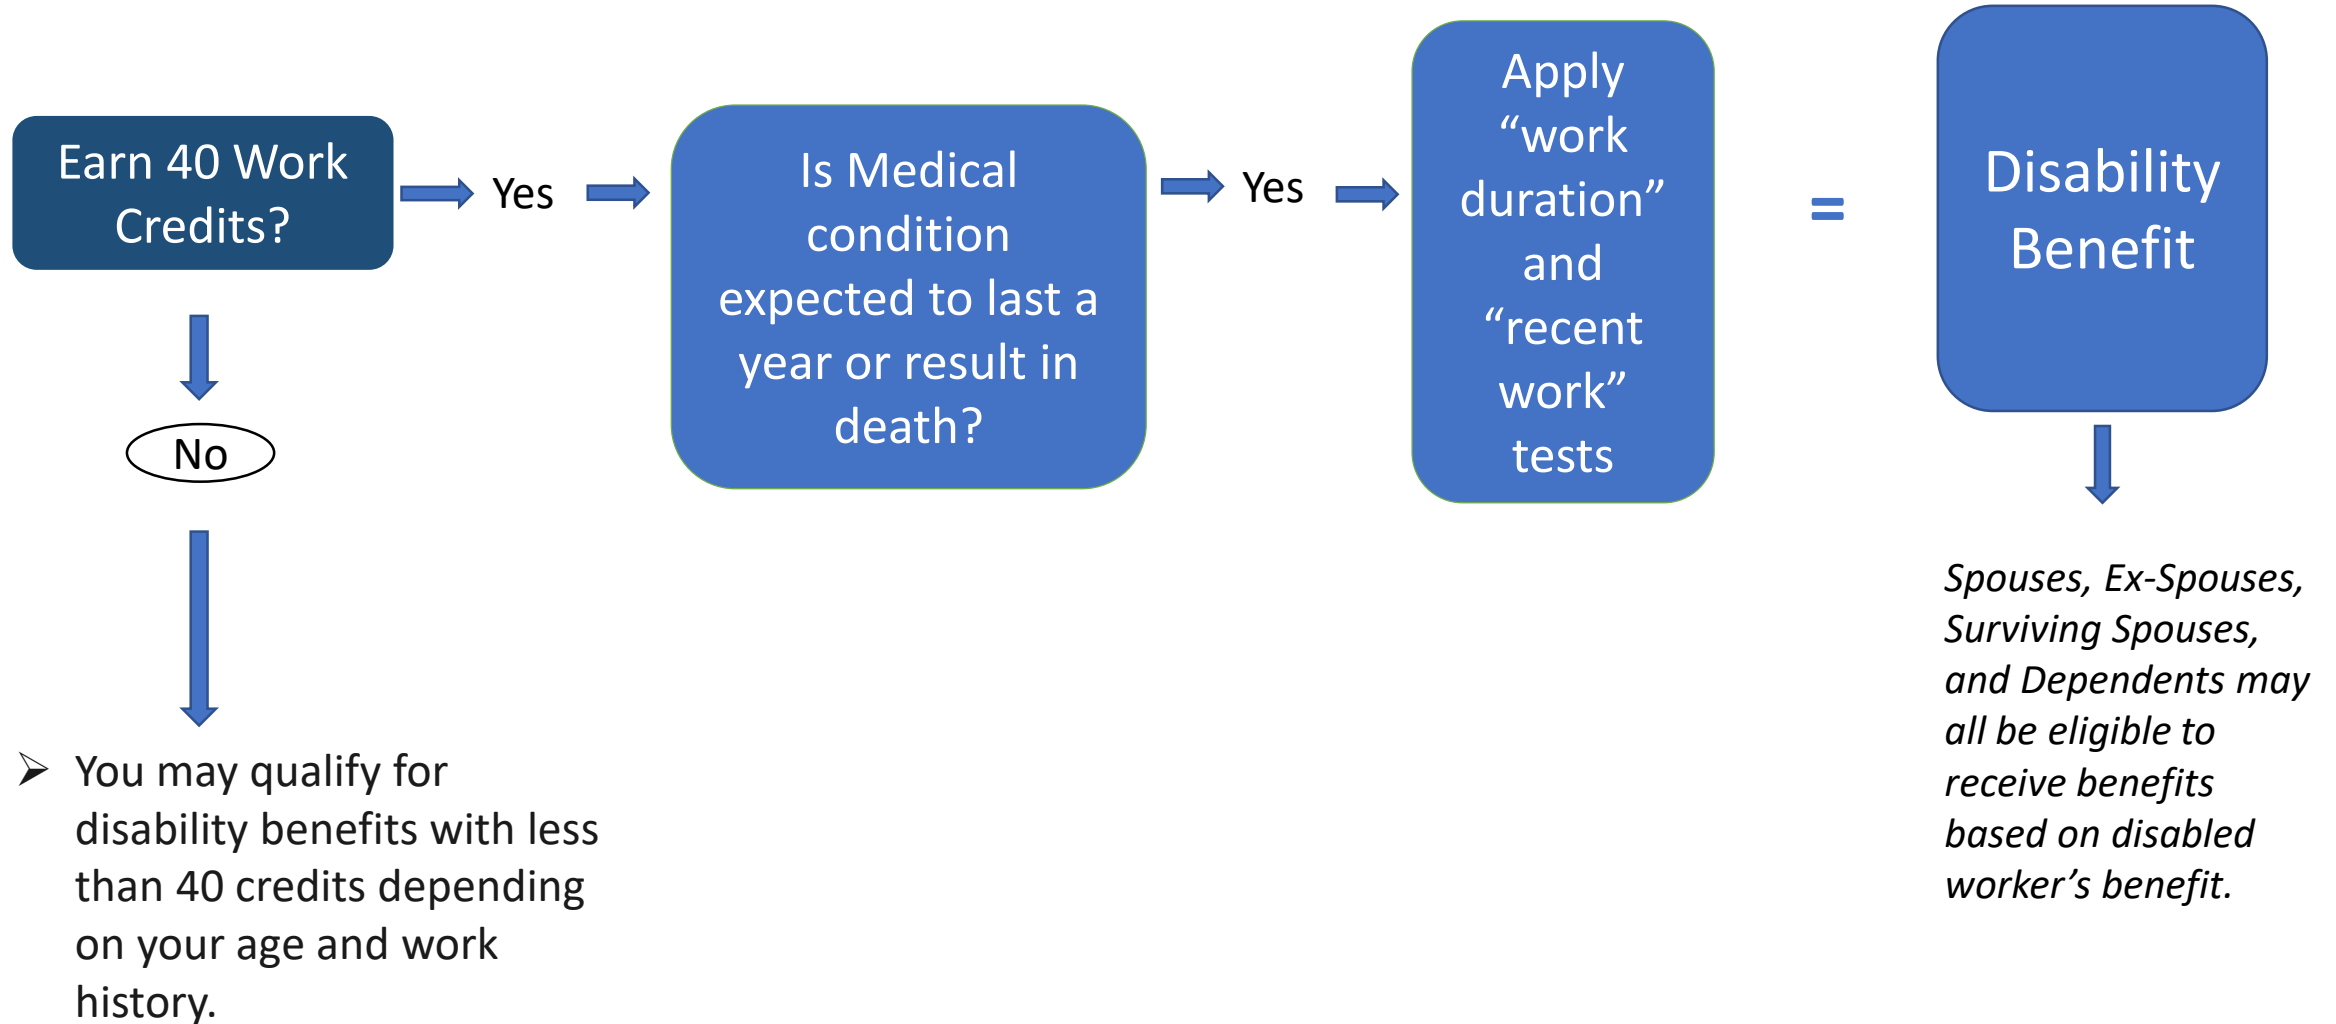 Earn 40 Work
Credits?
Yes
Is Medical
condition
expected to last a
year or result in
death?
Yes
Apply
“work
duration”
and
“recent
work”
tests
=
Disability
Benefit
No
You may qualify for
disability benefits with less
than 40 credits depending
on your age and work
history.
Spouses, Ex-Spouses,
Surviving Spouses,
and Dependents may
all be eligible to
receive benefits
based on disabled
worker’s benefit.